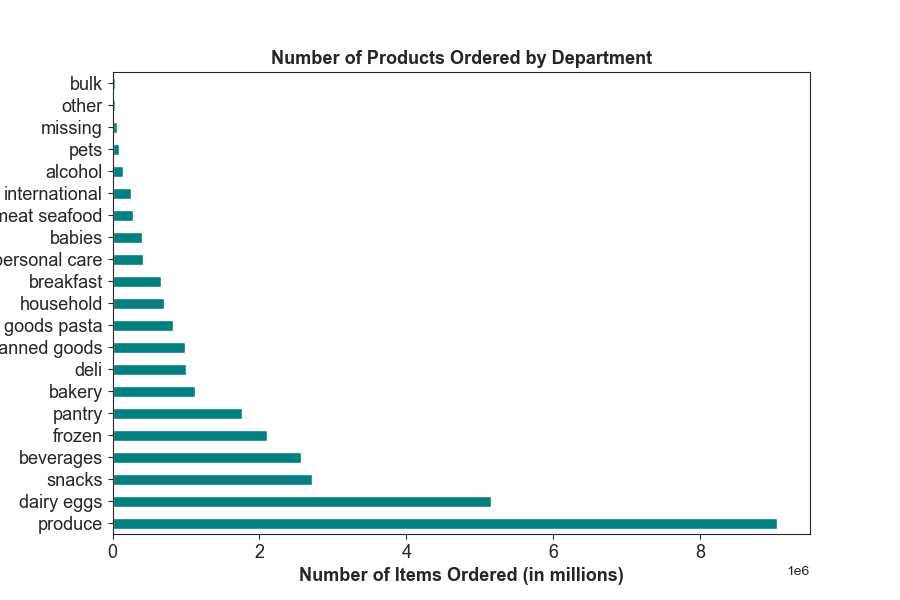 Number of Products Ordered by Department
bulk
other
missing
pets
alcohol
international
seafood
babies
personal care
breakfast
household
goods pasta
goods
deli
bakery
pantry
frozen
beverages
snacks
dairy eggs
produce
0 2 4 6 8
1e6
Number of Items Ordered (in millions)